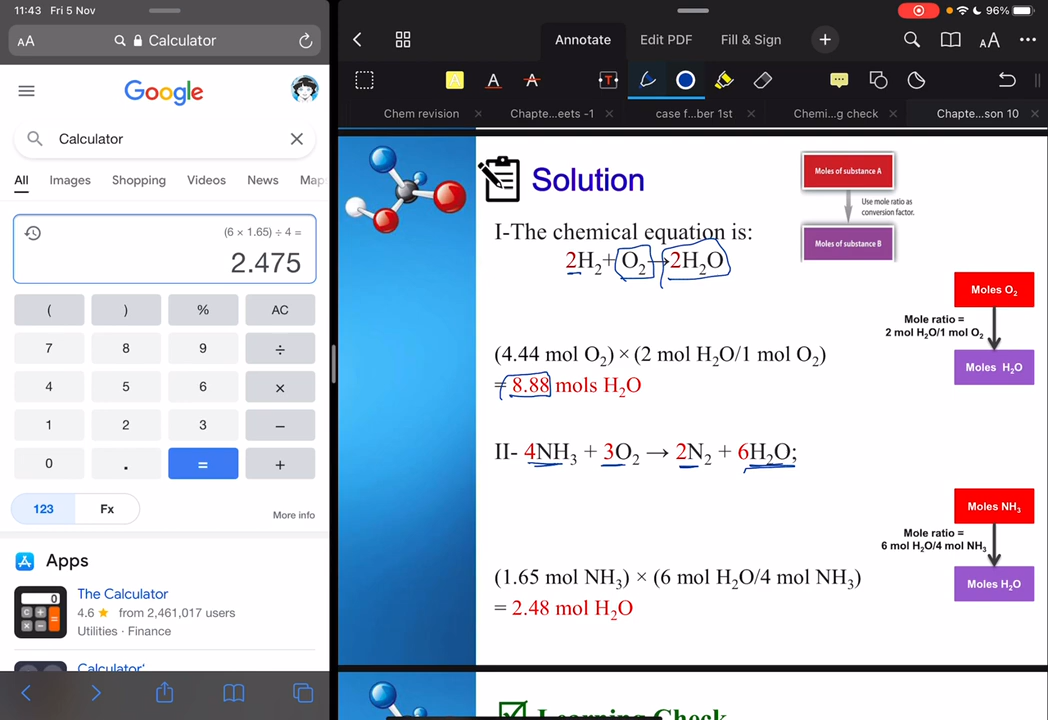 11:43 Fri 5 Nov
96%
AA
Calculator
Google
Calculator
All Images Shopping Videos News Map
(6 × 1.65) ÷ 4 =
2.475
( ) % AC
7 8 9 ÷
4 5 6 ×
1 2 3 −
0 . = +
123 Fx
More info
Apps
The Calculator
4.6 ★ from 2,461,017 users
Utilities · Finance
Calculator'
Annotate Edit PDF Fill & Sign
AA
A A A T
Chem revision × Chapte...eets -1 × case f...ber 1st × Chemi...g check × Chapte...son 10 ×
Solution
Moles of substance A
Use mole ratio as
conversion factor.
Moles of substance B
I-The chemical equation is:
2H₂+ O₂→2H₂O
Moles O₂
Mole ratio =
2 mol H₂O/1 mol O₂
Moles H₂O
(4.44 mol O₂) × (2 mol H₂O/1 mol O₂)
= 8.88 mols H₂O
II- 4NH₃ + 3O₂ → 2N₂ + 6H₂O;
Moles NH₃
Mole ratio =
6 mol H₂O/4 mol NH₃
Moles H₂O
(1.65 mol NH₃) × (6 mol H₂O/4 mol NH₃)
= 2.48 mol H₂O
Learning Check